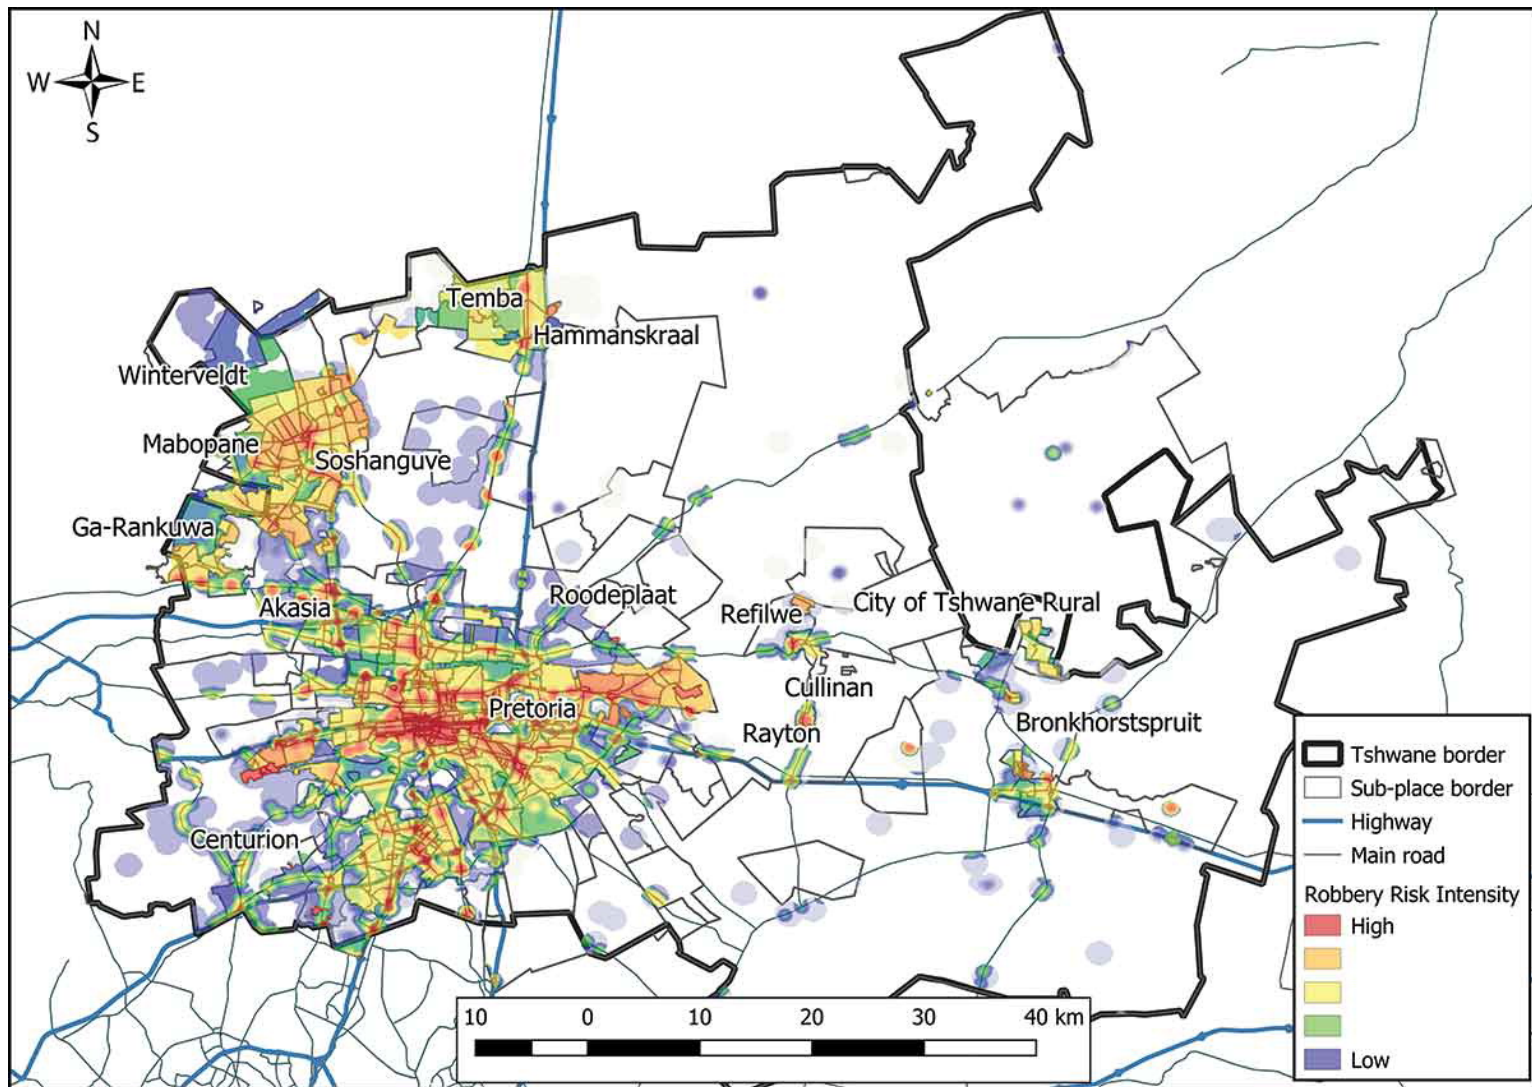 N
W E
S
Temba
Hammanskraal
Winterveldt
Mabopane
Soshanguve
Ga-Rankuwa
Akasia
Roodeplaat
Refilwe
City of Tshwane Rural
Cullinan
Pretoria
Rayton
Bronkhorstspruit
Centurion
Tshwane border
Sub-place border
Highway
Main road
Robbery Risk Intensity
High
Low
10 0 10 20 30 40 km